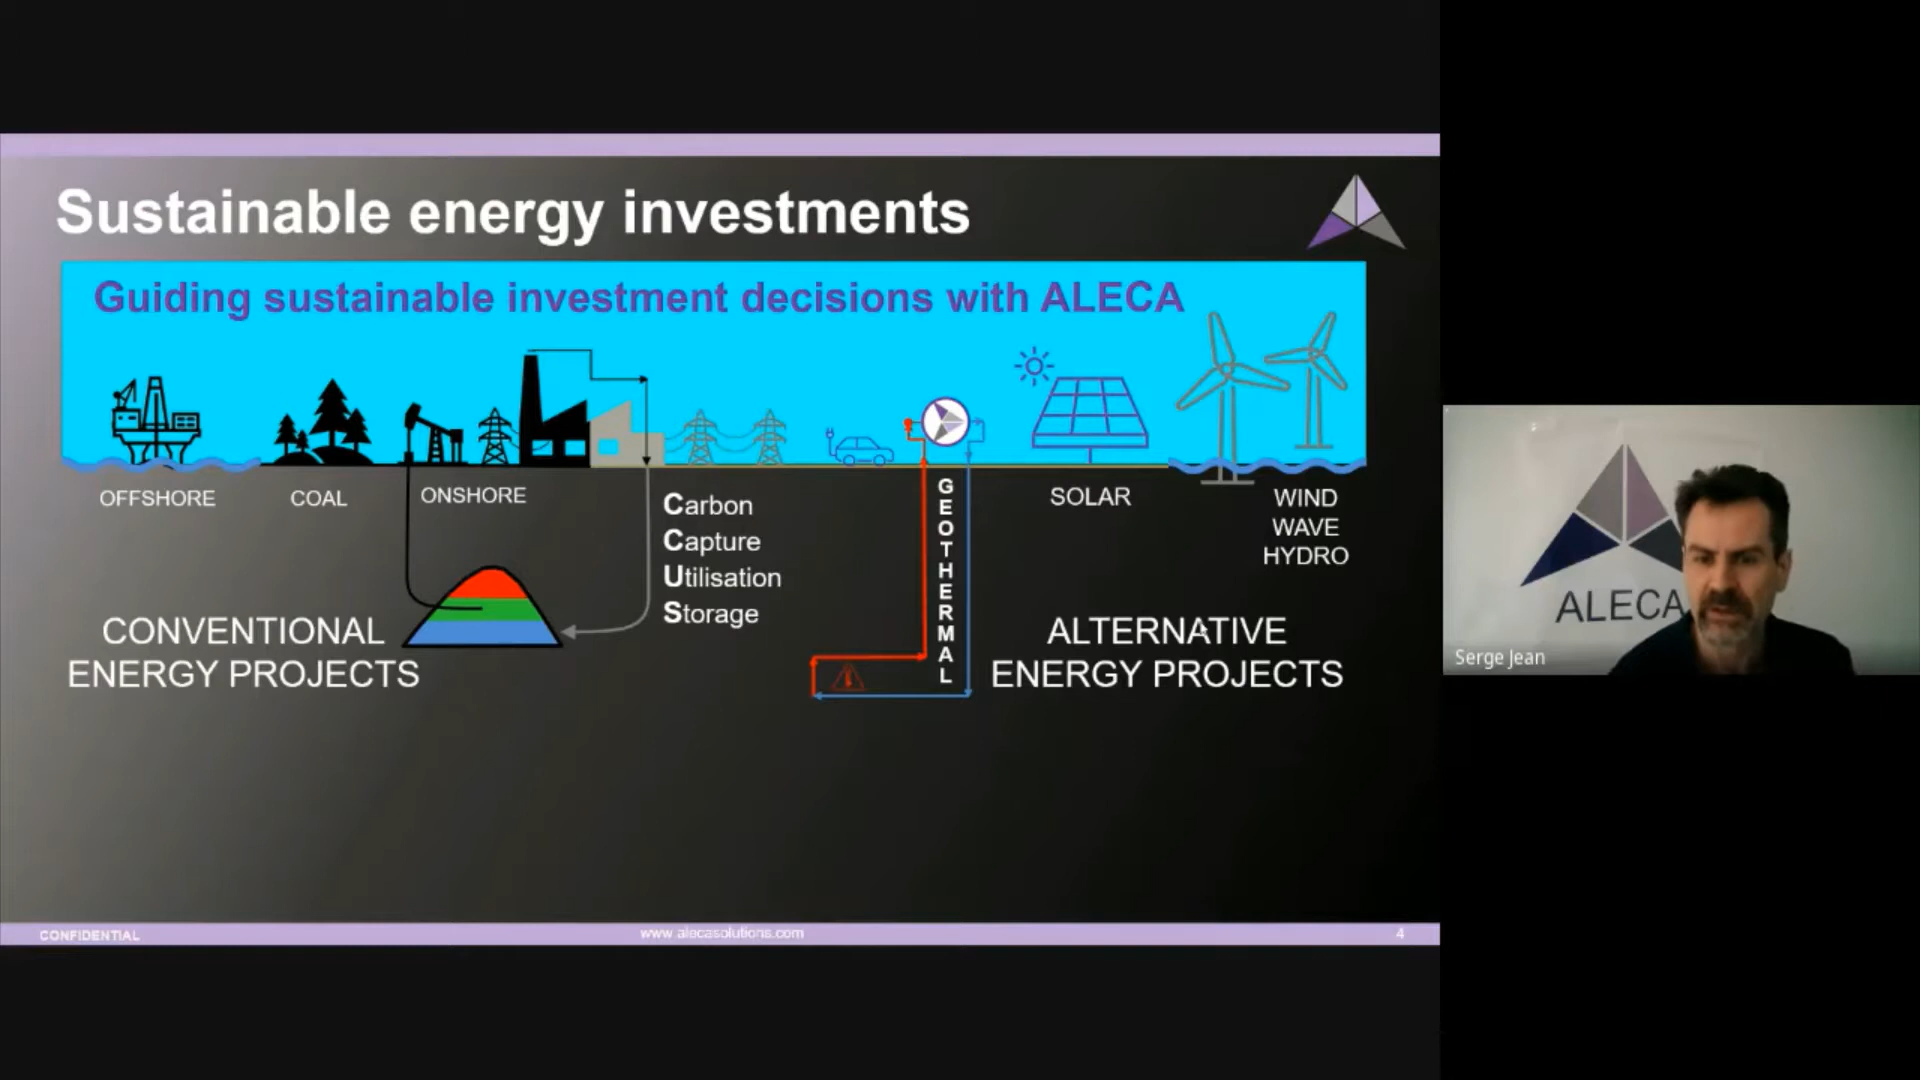 Sustainable energy investments
Guiding sustainable investment decisions with ALECA
OFFSHORE
COAL
ONSHORE
Carbon
Capture
Utilisation
Storage
GEOTHERMAL
SOLAR
WIND
WAVE
HYDRO
CONVENTIONAL
ENERGY PROJECTS
ALTERNATIVE
ENERGY PROJECTS
CONFIDENTIAL
www.alecasolutions.com
4
ALECA
Serge Jean